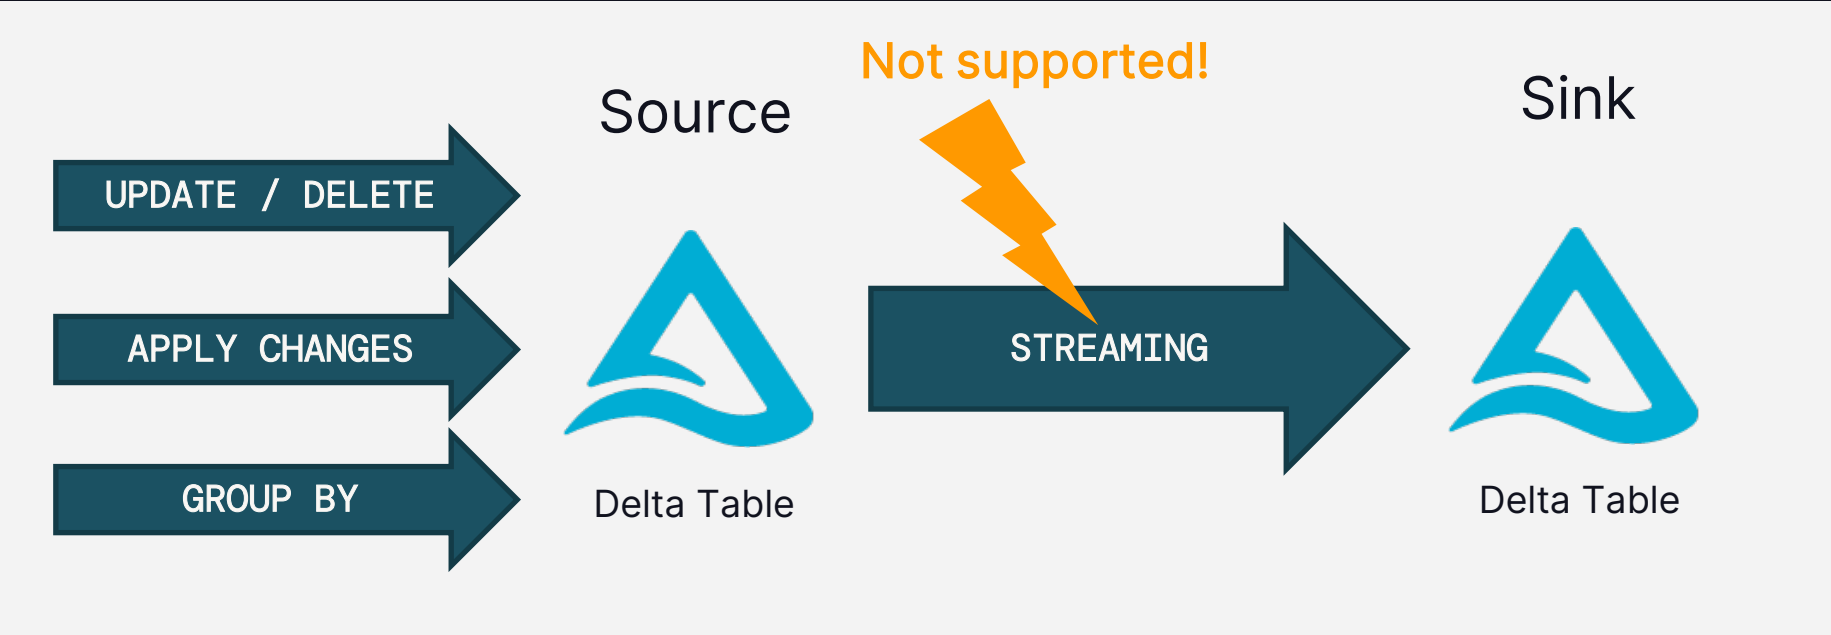 Not supported!
Source
Sink
UPDATE / DELETE
APPLY CHANGES
STREAMING
GROUP BY
Delta Table
Delta Table